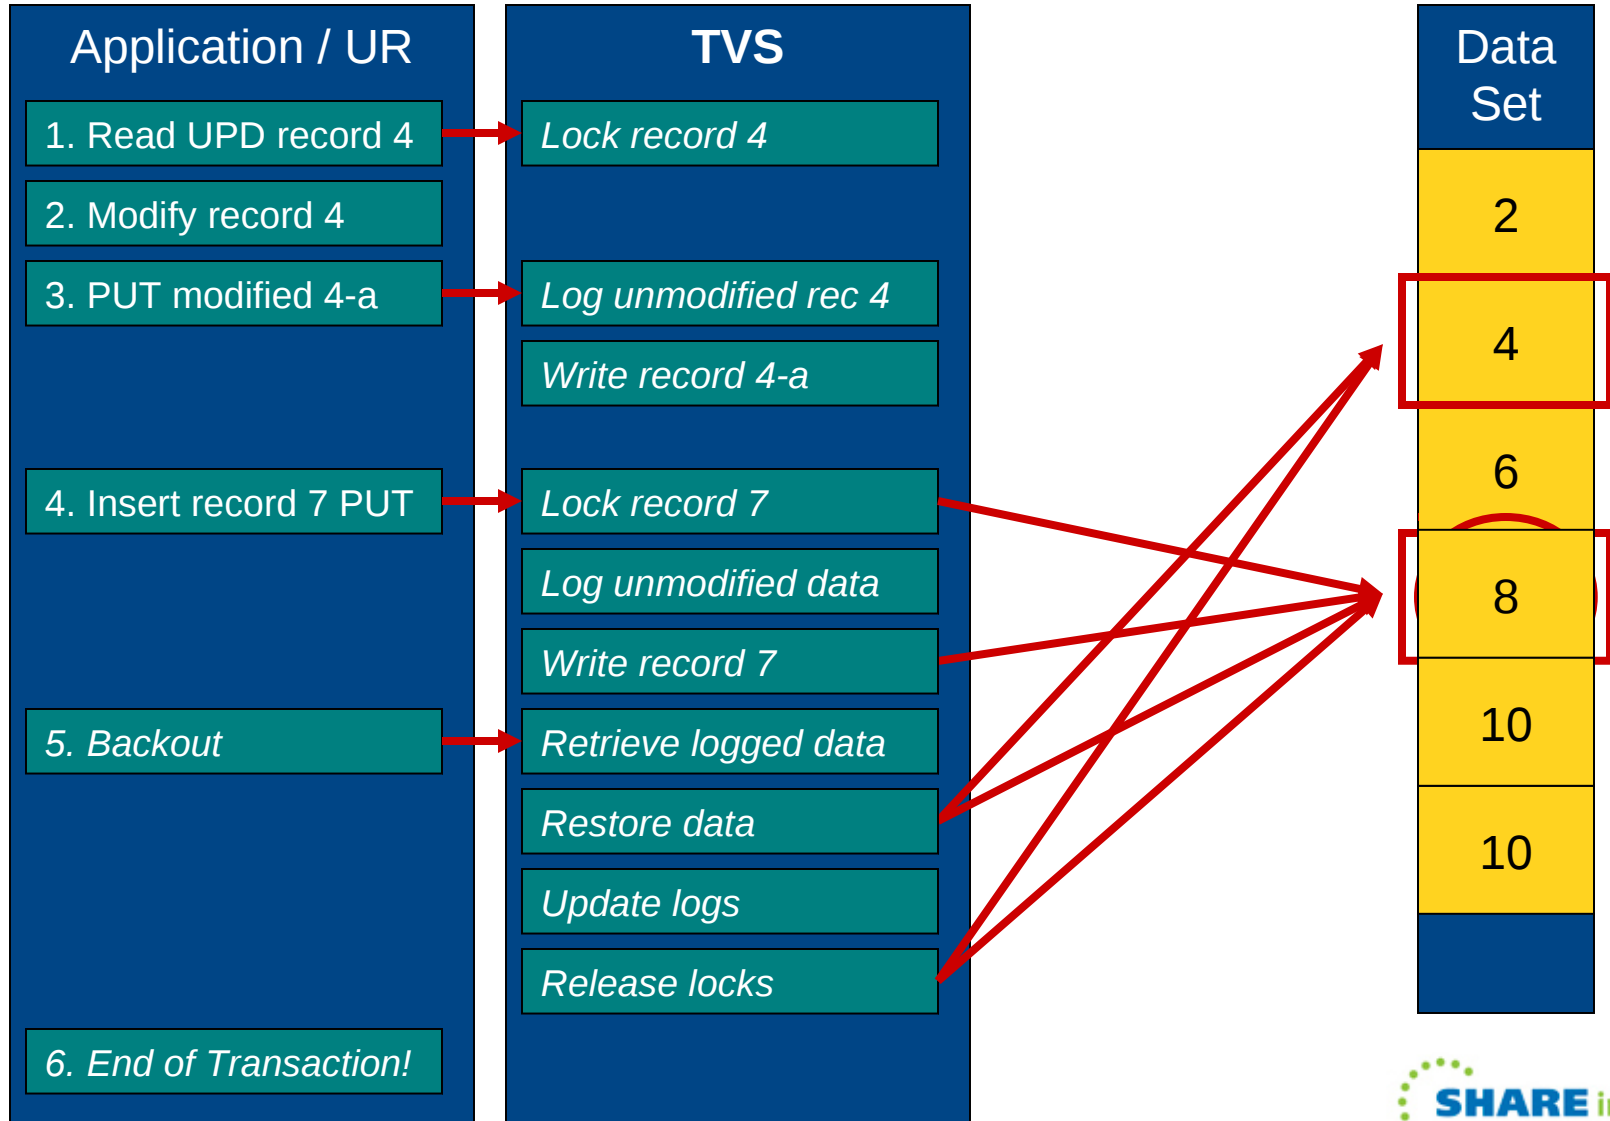 Application / UR
1. Read UPD record 4
2. Modify record 4
3. PUT modified 4-a
4. Insert record 7 PUT
5. Backout
6. End of Transaction!
TVS
Lock record 4
Log unmodified rec 4
Write record 4-a
Lock record 7
Log unmodified data
Write record 7
Retrieve logged data
Restore data
Update logs
Release locks
Data
Set
2
4
6
8
10
10
SHARE